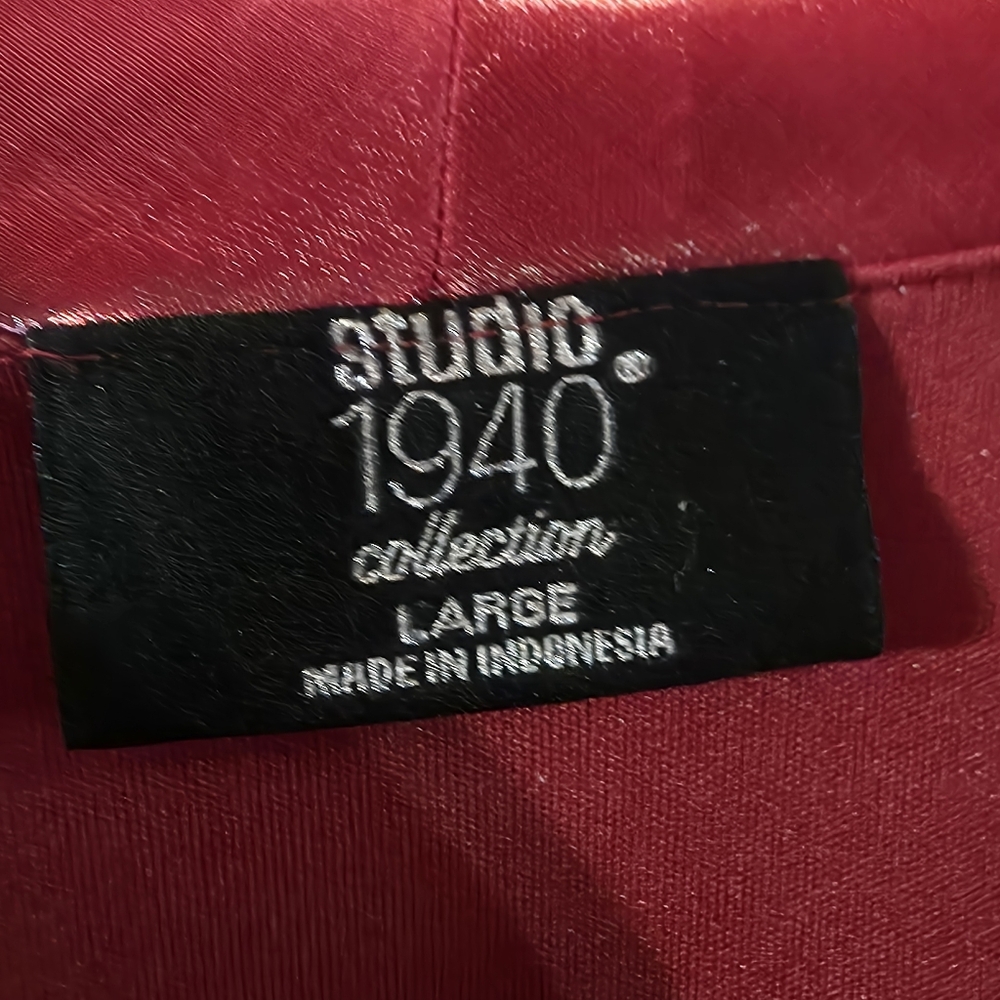 studio®
1940
collection
LARGE
MADE IN INDONESIA